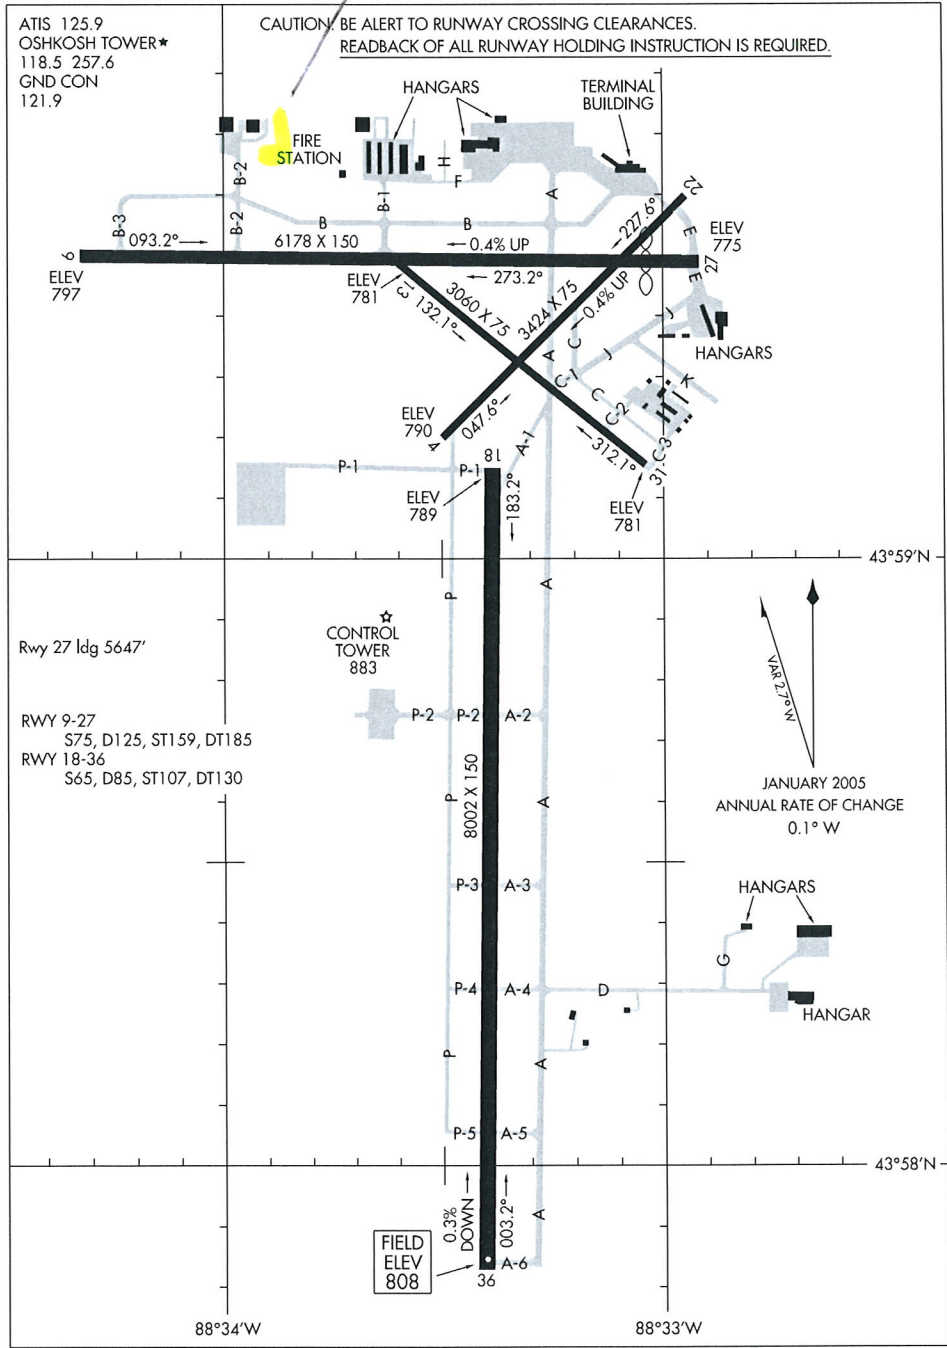 ATIS 125.9
OSHKOSH TOWER★
118.5 257.6
GND CON
121.9
CAUTION: BE ALERT TO RUNWAY CROSSING CLEARANCES.
READBACK OF ALL RUNWAY HOLDING INSTRUCTION IS REQUIRED.
HANGARS
TERMINAL
BUILDING
FIRE
STATION
B-2
H
F
B-1
A
22
B-3
B-2
B
B
227.6°
E
ELEV
775
9
093.2°
6178 X 150
0.4% UP
27
E
ELEV
797
ELEV
781
273.2°
13
132.1°
3060 X 75
3424 X 75
0.4% UP
C
J
J
A
HANGARS
C-1
C
K
C-2
ELEV
790
4
047.6°
A-1
312.1°
C-3
31
P-1
P-1
18
ELEV
789
183.2°
ELEV
781
43°59'N
P
A
CONTROL
TOWER
883
Rwy 27 ldg 5647'
VAR 2.7° W
RWY 9-27
S75, D125, ST159, DT185
RWY 18-36
S65, D85, ST107, DT130
P-2
P-2
A-2
JANUARY 2005
ANNUAL RATE OF CHANGE
0.1° W
P
8002 X 150
A
P-3
A-3
HANGARS
G
P-4
A-4
D
HANGAR
P
A
P-5
A-5
43°58'N
0.3%
DOWN
003.2°
A
FIELD
ELEV
808
A-6
36
88°34'W
88°33'W